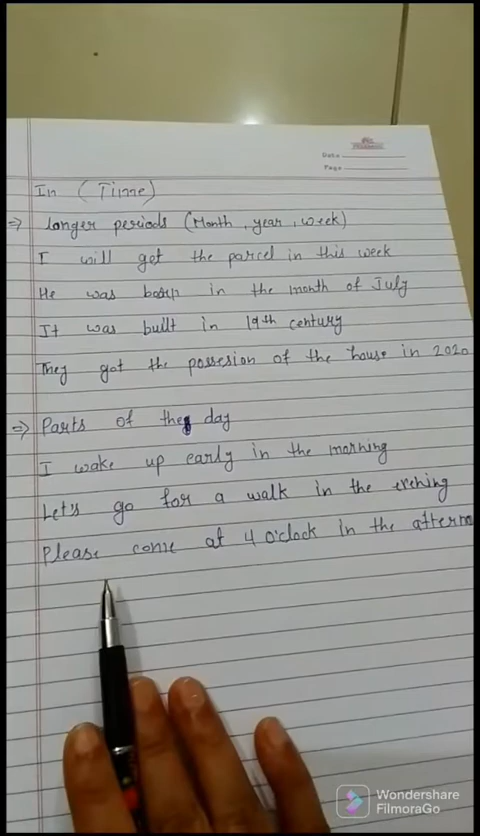 Date
Page
In (Time)
⇒ Longer periods (Month, year, week)
I will get the parcel in this week
He was born in the month of July
It was built in 19th century
They got the possesion of the house in 2020
⇒ Parts of the day
I wake up early in the morning
Let's go for a walk in the evening
Please come at 4 o'clock in the afterno
Wondershare
FilmoraGo